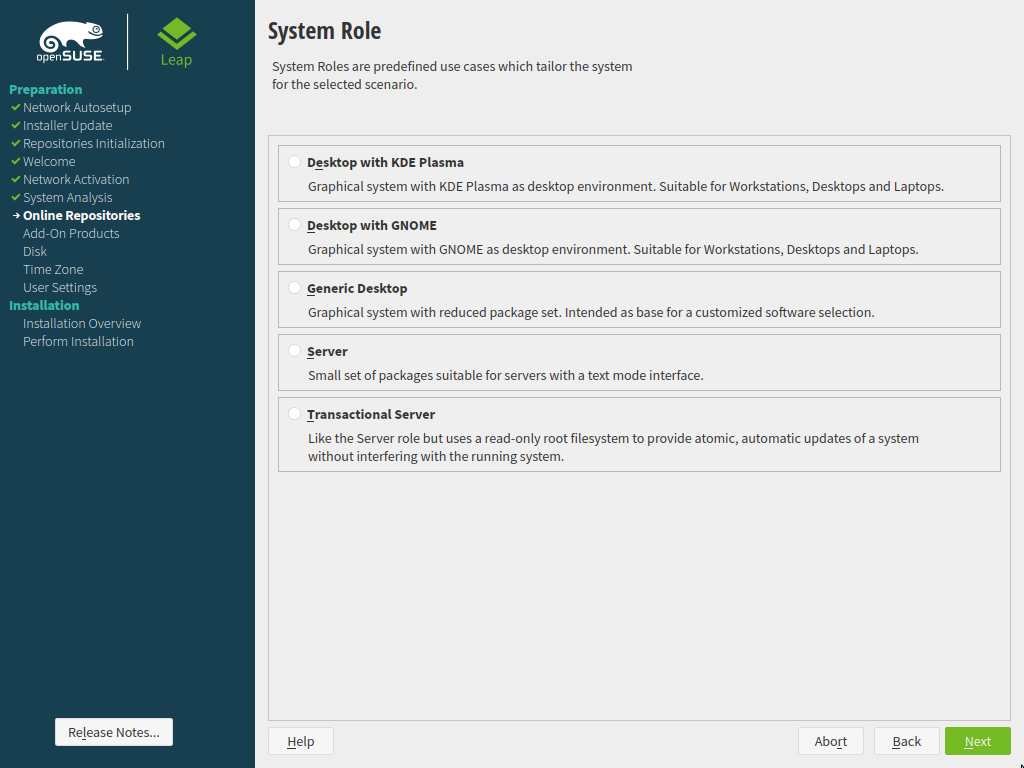 openSUSE
Leap
Preparation
Network Autosetup
Installer Update
Repositories Initialization
Welcome
Network Activation
System Analysis
Online Repositories
Add-On Products
Disk
Time Zone
User Settings
Installation
Installation Overview
Perform Installation
Release Notes...
System Role
System Roles are predefined use cases which tailor the system
for the selected scenario.
Desktop with KDE Plasma
Graphical system with KDE Plasma as desktop environment. Suitable for Workstations, Desktops and Laptops.
Desktop with GNOME
Graphical system with GNOME as desktop environment. Suitable for Workstations, Desktops and Laptops.
Generic Desktop
Graphical system with reduced package set. Intended as base for a customized software selection.
Server
Small set of packages suitable for servers with a text mode interface.
Transactional Server
Like the Server role but uses a read-only root filesystem to provide atomic, automatic updates of a system
without interfering with the running system.
Help
Abort
Back
Next